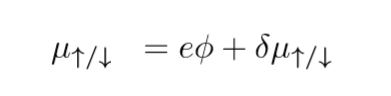 μ↑/↓ = eϕ + δμ↑/↓